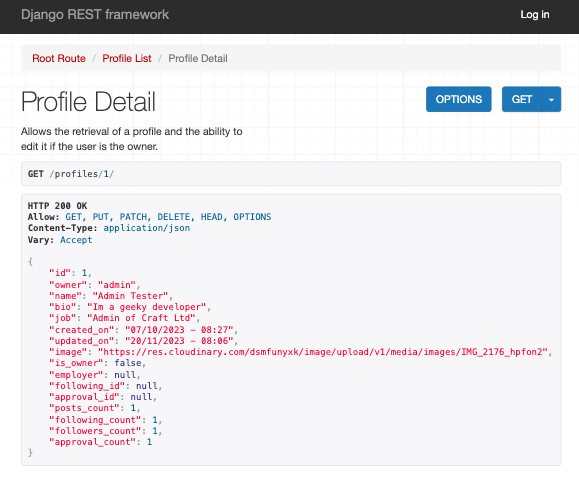 Django REST framework
Log in
Root Route / Profile List / Profile Detail
Profile Detail
OPTIONS
GET
Allows the retrieval of a profile and the ability to
edit it if the user is the owner.
GET /profiles/1/
HTTP 200 OK
Allow: GET, PUT, PATCH, DELETE, HEAD, OPTIONS
Content-Type: application/json
Vary: Accept
{
    "id": 1,
    "owner": "admin",
    "name": "Admin Tester",
    "bio": "Im a geeky developer",
    "job": "Admin of Craft Ltd",
    "created_on": "07/10/2023 - 08:27",
    "updated_on": "20/11/2023 - 08:06",
    "image": "https://res.cloudinary.com/dsmfunyxk/image/upload/v1/media/images/IMG_2176_hpfon2",
    "is_owner": false,
    "employer": null,
    "following_id": null,
    "approval_id": null,
    "posts_count": 1,
    "following_count": 1,
    "followers_count": 1,
    "approval_count": 1
}